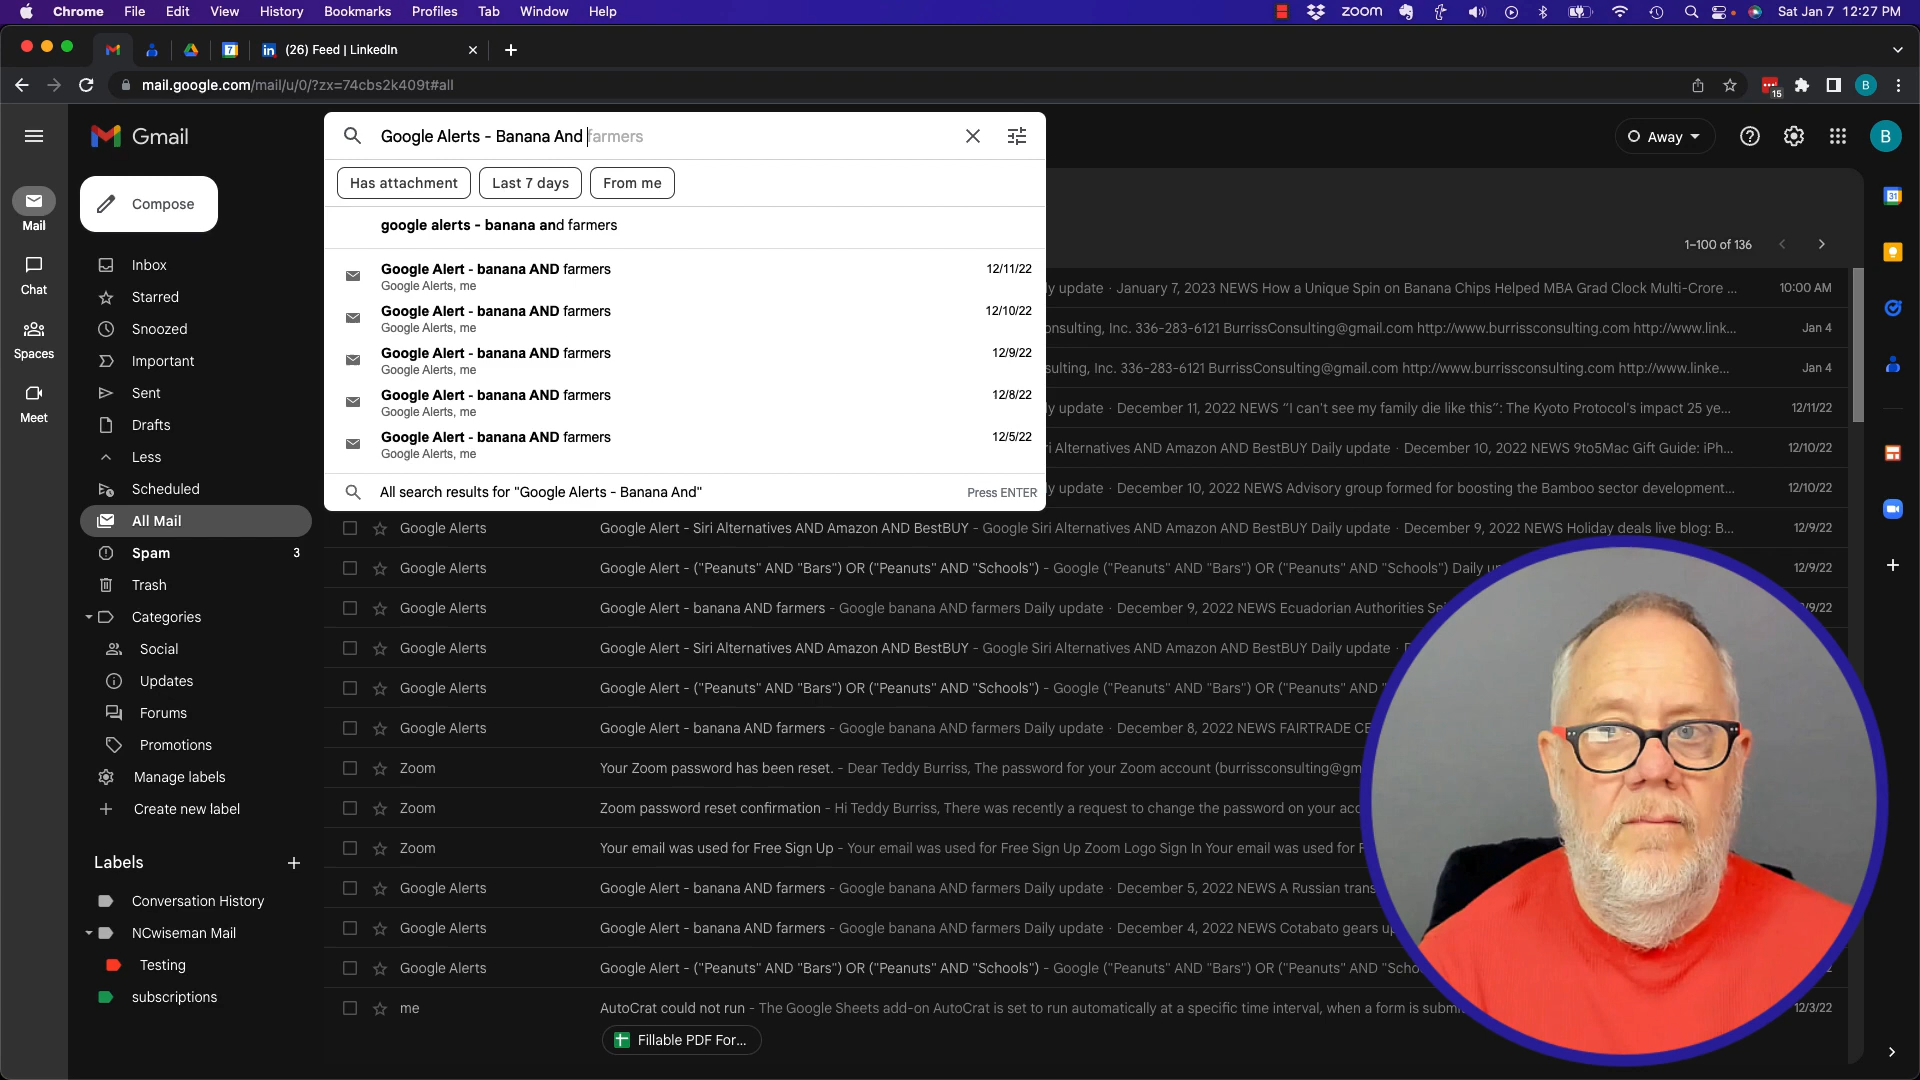 Chrome File Edit View History Bookmarks Profiles Tab Window Help zoom Sat Jan 7 12:27 PM
(26) Feed | LinkedIn
mail.google.com/mail/u/0/?zx=74cbs2k409t#all 15 B
Gmail
Google Alerts - Banana And farmers
Away B
Has attachment Last 7 days From me
Compose
Mail
Chat
Spaces
Meet
google alerts - banana and farmers
1–100 of 136
Inbox
Starred
Snoozed
Important
Sent
Drafts
Less
Scheduled
All Mail
Spam 3
Trash
Categories
Social
Updates
Forums
Promotions
Manage labels
Create new label
Labels
Conversation History
NCwiseman Mail
Testing
subscriptions
Google Alert - banana AND farmers 12/11/22
Google Alerts, me
Google Alert - banana AND farmers 12/10/22
Google Alerts, me
Google Alert - banana AND farmers 12/9/22
Google Alerts, me
Google Alert - banana AND farmers 12/8/22
Google Alerts, me
Google Alert - banana AND farmers 12/5/22
Google Alerts, me
All search results for "Google Alerts - Banana And" Press ENTER
ly update · January 7, 2023 NEWS How a Unique Spin on Banana Chips Helped MBA Grad Clock Multi-Crore ... 10:00 AM
onsulting, Inc. 336-283-6121 BurrissConsulting@gmail.com http://www.burrissconsulting.com http://www.link... Jan 4
sulting, Inc. 336-283-6121 BurrissConsulting@gmail.com http://www.burrissconsulting.com http://www.linke... Jan 4
ly update · December 11, 2022 NEWS “I can't see my family die like this”: The Kyoto Protocol's impact 25 ye... 12/11/22
ri Alternatives AND Amazon AND BestBUY Daily update · December 10, 2022 NEWS 9to5Mac Gift Guide: iPh... 12/10/22
ly update · December 10, 2022 NEWS Advisory group formed for boosting the Bamboo sector development... 12/10/22
Google Alerts Google Alert - Siri Alternatives AND Amazon AND BestBUY - Google Siri Alternatives AND Amazon AND BestBUY Daily update · December 9, 2022 NEWS Holiday deals live blog: B... 12/9/22
Google Alerts Google Alert - ("Peanuts" AND "Bars") OR ("Peanuts" AND "Schools") - Google ("Peanuts" AND "Bars") OR ("Peanuts" AND "Schools") Daily up 12/9/22
Google Alerts Google Alert - banana AND farmers - Google banana AND farmers Daily update · December 9, 2022 NEWS Ecuadorian Authorities Sei /9/22
Google Alerts Google Alert - Siri Alternatives AND Amazon AND BestBUY - Google Siri Alternatives AND Amazon AND BestBUY Daily update ·
Google Alerts Google Alert - ("Peanuts" AND "Bars") OR ("Peanuts" AND "Schools") - Google ("Peanuts" AND "Bars") OR ("Peanuts" AND "
Google Alerts Google Alert - banana AND farmers - Google banana AND farmers Daily update · December 8, 2022 NEWS FAIRTRADE CE
Zoom Your Zoom password has been reset. - Dear Teddy Burriss, The password for your Zoom account (burrissconsulting@gm
Zoom Zoom password reset confirmation - Hi Teddy Burriss, There was recently a request to change the password on your acc
Zoom Your email was used for Free Sign Up - Your email was used for Free Sign Up Zoom Logo Sign In Your email was used for F
Google Alerts Google Alert - banana AND farmers - Google banana AND farmers Daily update · December 5, 2022 NEWS A Russian trans
Google Alerts Google Alert - banana AND farmers - Google banana AND farmers Daily update · December 4, 2022 NEWS Cotabato gears up
Google Alerts Google Alert - ("Peanuts" AND "Bars") OR ("Peanuts" AND "Schools") - Google ("Peanuts" AND "Bars") OR ("Peanuts" AND "Scho
me AutoCrat could not run - The Google Sheets add-on AutoCrat is set to run automatically at a specific time interval, when a form is submi 12/3/22
Fillable PDF For...